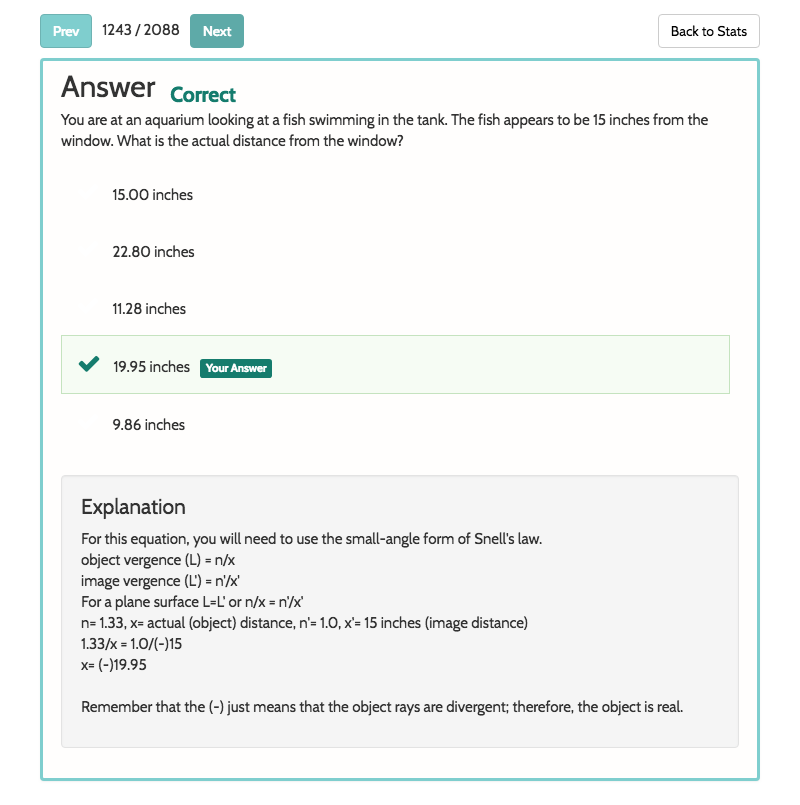 Prev 1243 / 2088 Next Back to Stats
Answer Correct
You are at an aquarium looking at a fish swimming in the tank. The fish appears to be 15 inches from the
window. What is the actual distance from the window?
15.00 inches
22.80 inches
11.28 inches
19.95 inches Your Answer
9.86 inches
Explanation
For this equation, you will need to use the small-angle form of Snell's law.
object vergence (L) = n/x
image vergence (L') = n'/x'
For a plane surface L=L' or n/x = n'/x'
n= 1.33, x= actual (object) distance, n'= 1.0, x'= 15 inches (image distance)
1.33/x = 1.0/(-)15
x= (-)19.95
Remember that the (-) just means that the object rays are divergent; therefore, the object is real.